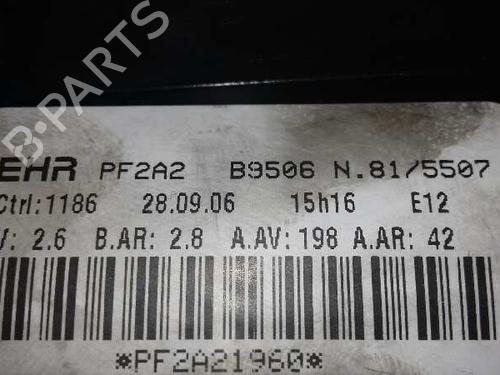 B-PARTS
EHR PF2A2 B9506 N.81/5507
Ctrl:1186 28.09.06 15h16 E12
V: 2.6 B.AR: 2.8 A.AV: 198 A.AR: 42
*PF2A21960*